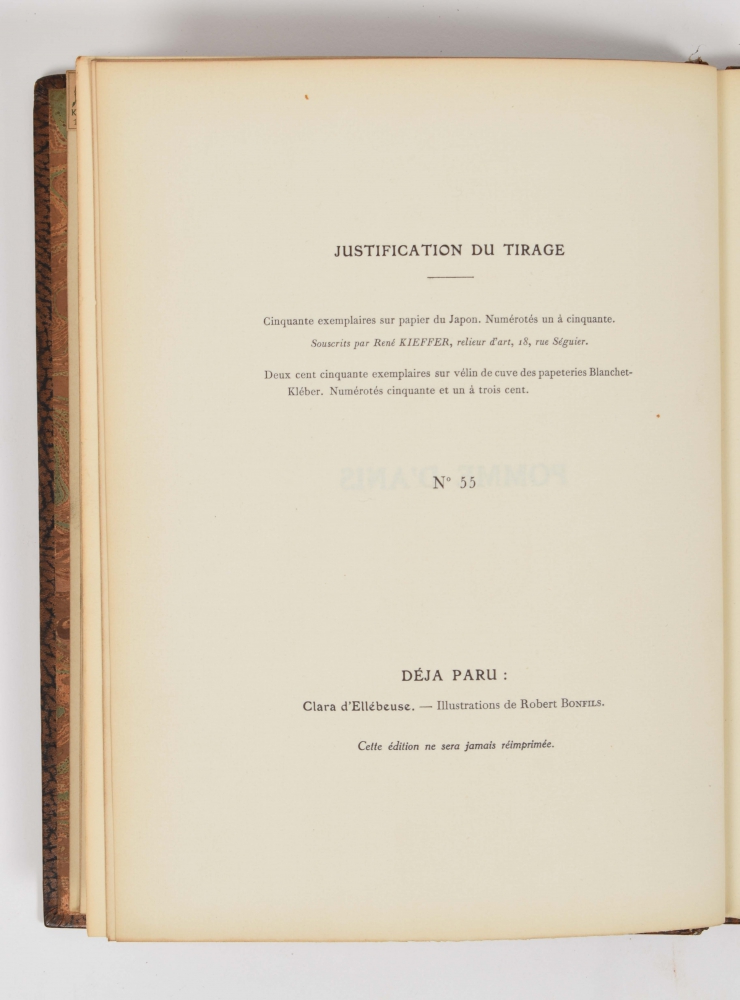 JUSTIFICATION DU TIRAGE
Cinquante exemplaires sur papier du Japon. Numérotés un à cinquante.
Souscrits par René KIEFFER, relieur d'art, 18, rue Séguier.
Deux cent cinquante exemplaires sur vélin de cuve des papeteries Blanchet-
Kléber. Numérotés cinquante et un à trois cent.
POMME D'ANIS
N° 55
DÉJA PARU :
Clara d'Ellébeuse. — Illustrations de Robert BONFILS.
Cette édition ne sera jamais réimprimée.